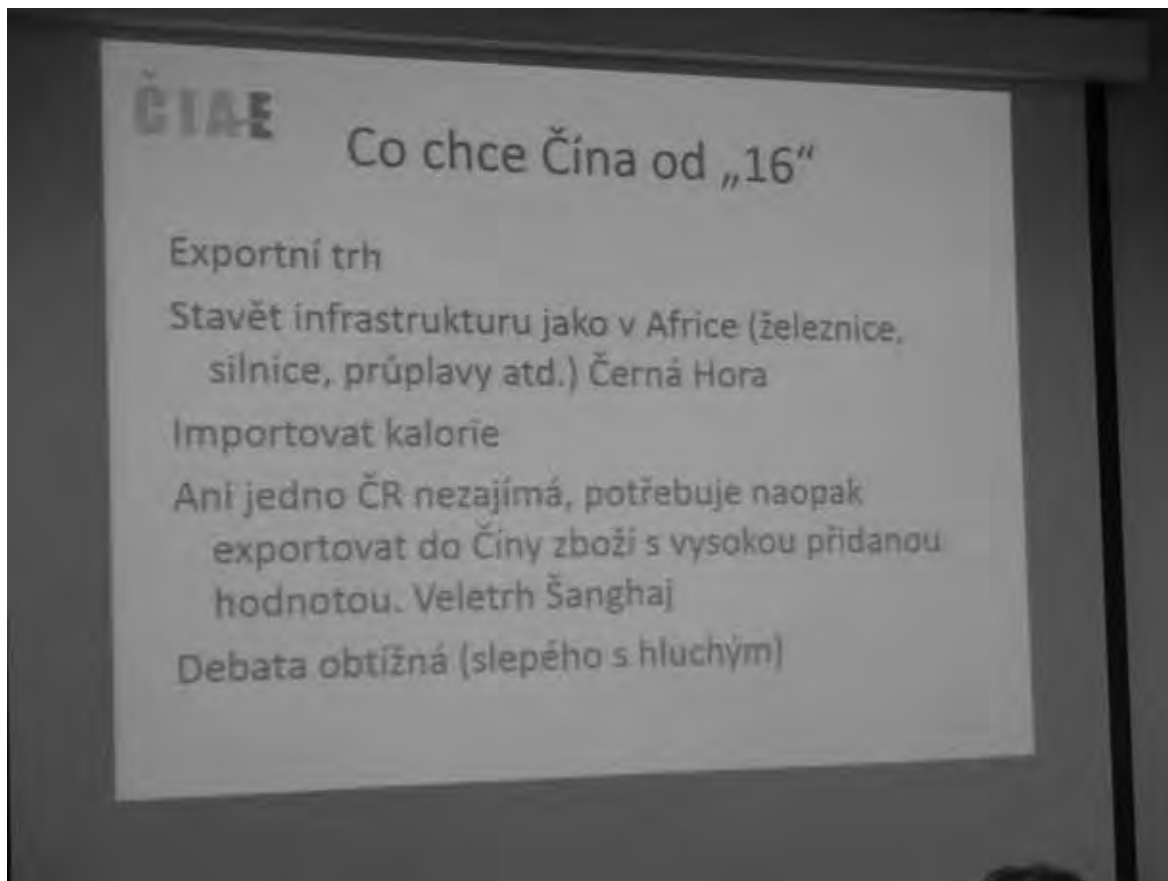 ČIAE
Co chce Čína od „16“
Exportní trh
Stavět infrastrukturu jako v Africe (železnice,
silnice, průplavy atd.) Černá Hora
Importovat kalorie
Ani jedno ČR nezajímá, potřebuje naopak
exportovat do Číny zboží s vysokou přidanou
hodnotou. Veletrh Šanghaj
Debata obtížná (slepého s hluchým)